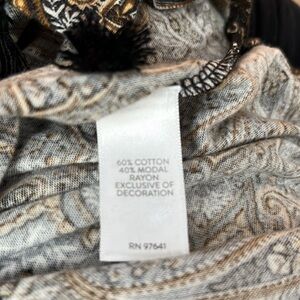 60% COTTON
40% MODAL
RAYON
EXCLUSIVE OF
DECORATION
RN 97641